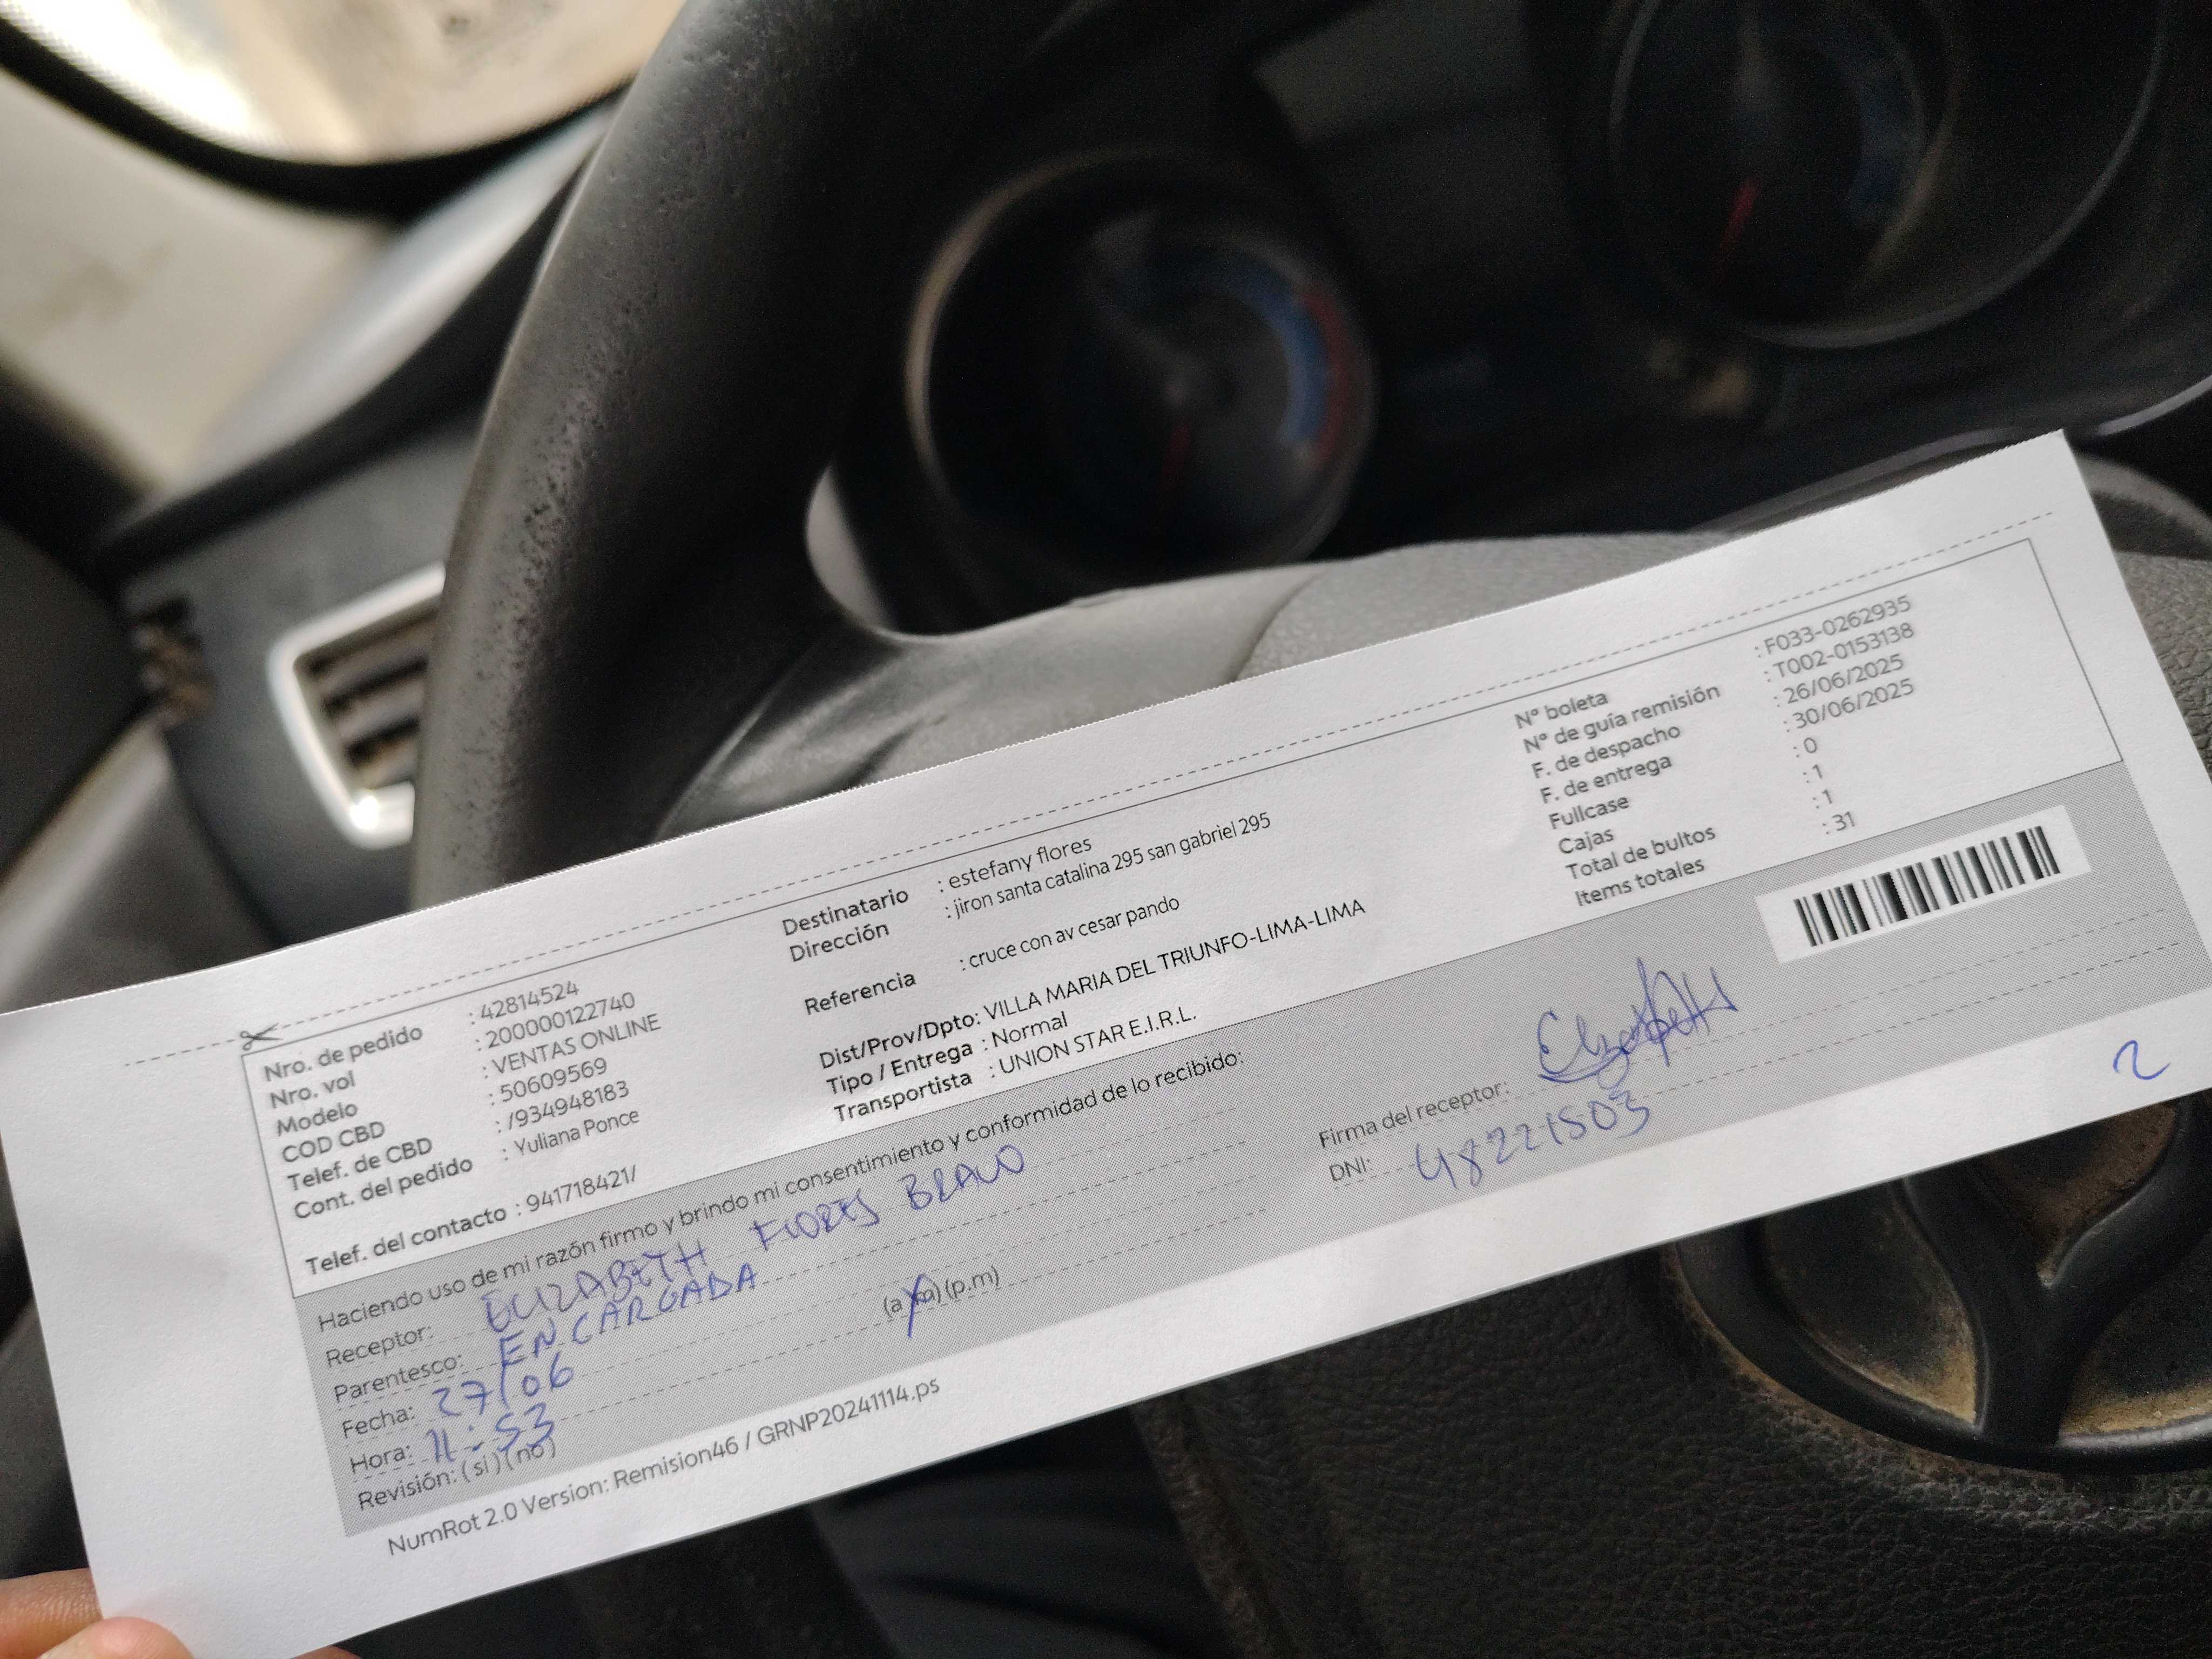 Nro. de pedido : 42814524
Nro. vol : 200000122740
Modelo : VENTAS ONLINE
COD CBD : 50609569
Telef. de CBD : /934948183
Cont. del pedido : Yuliana Ponce
Telef. del contacto : 941718421/
Destinatario : estefany flores
Dirección : jiron santa catalina 295 san gabriel 295
Referencia : cruce con av cesar pando
Dist/Prov/Dpto: VILLA MARIA DEL TRIUNFO-LIMA-LIMA
Tipo / Entrega : Normal
Transportista : UNION STAR E.I.R.L.
N° boleta : F033-0262935
N° de guía remisión : T002-0153138
F. de despacho : 26/06/2025
F. de entrega : 30/06/2025
Fullcase : 0
Cajas : 1
Total de bultos : 1
Items totales : 31
Haciendo uso de mi razón firmo y brindo mi consentimiento y conformidad de lo recibido:
Receptor: ELIZABETH FLORES BRAVO
Parentesco: ENCARGADA
Fecha: 27/06
Hora: 11:53 (a.m) (p.m)
Revisión: (si) (no)
Firma del receptor: Elizabeth
DNI: 48221503
2
NumRot 2.0 Version: Remision46 / GRNP20241114.ps